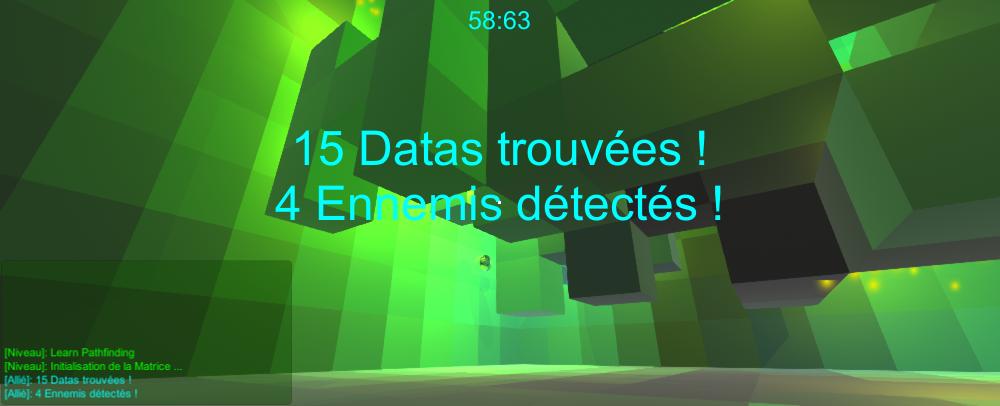 58:63
15 Datas trouvées !
4 Ennemis détectés !
[Niveau]: Learn Pathfinding
[Niveau]: Initialisation de la Matrice ...
[Allié]: 15 Datas trouvées !
[Allié]: 4 Ennemis détectés !